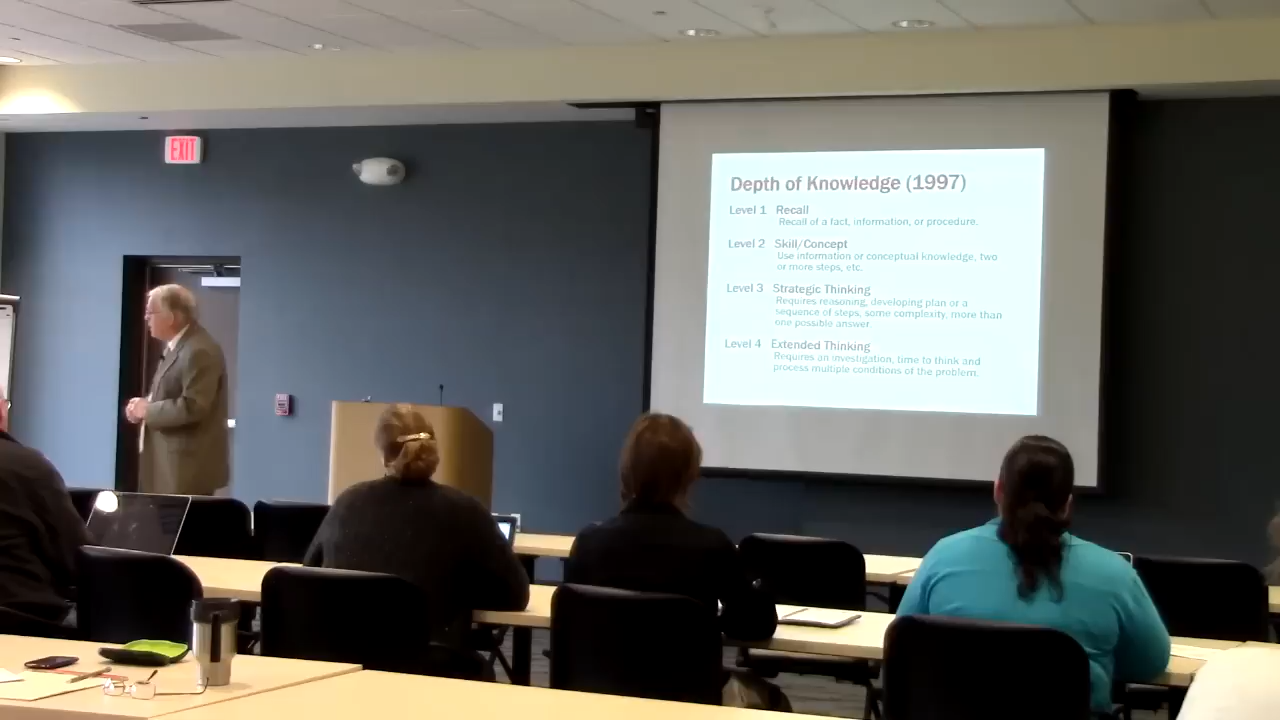 EXIT
Depth of Knowledge (1997)
Level 1 Recall
Recall of a fact, information, or procedure.
Level 2 Skill/Concept
Use information or conceptual knowledge, two
or more steps, etc.
Level 3 Strategic Thinking
Requires reasoning, developing plan or a
sequence of steps, some complexity, more than
one possible answer.
Level 4 Extended Thinking
Requires an investigation, time to think and
process multiple conditions of the problem.